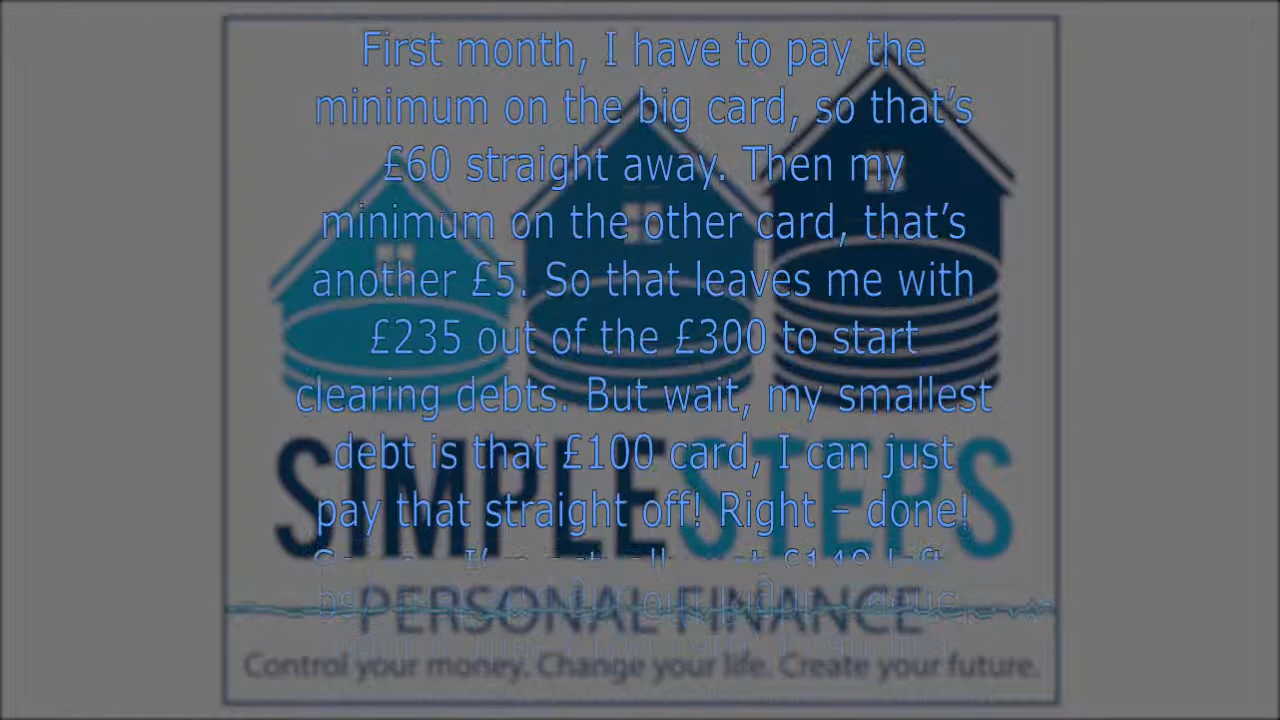 First month, I have to pay the
minimum on the big card, so that's
£60 straight away. Then my
minimum on the other card, that's
another £5. So that leaves me with
£235 out of the £300 to start
clearing debts. But wait, my smallest
debt is that £100 card, I can just
pay that straight off! Right – done!
£140 left
SIMPLESTEPS
PERSONAL FINANCE
Control your money. Change your life. Create your future.